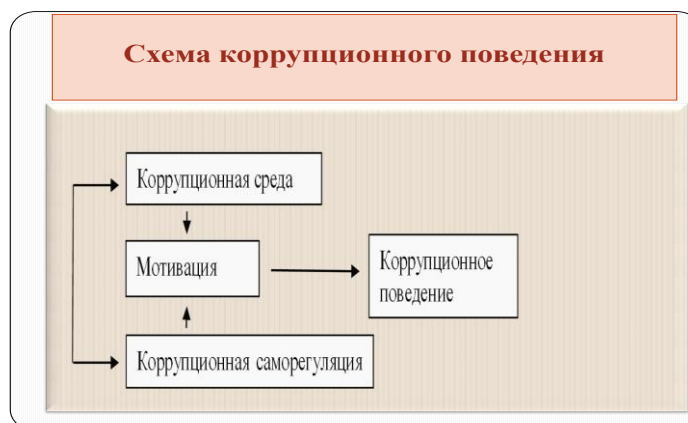 Схема коррупционного поведения
Коррупционная среда
Мотивация
Коррупционное
поведение
Коррупционная саморегуляция